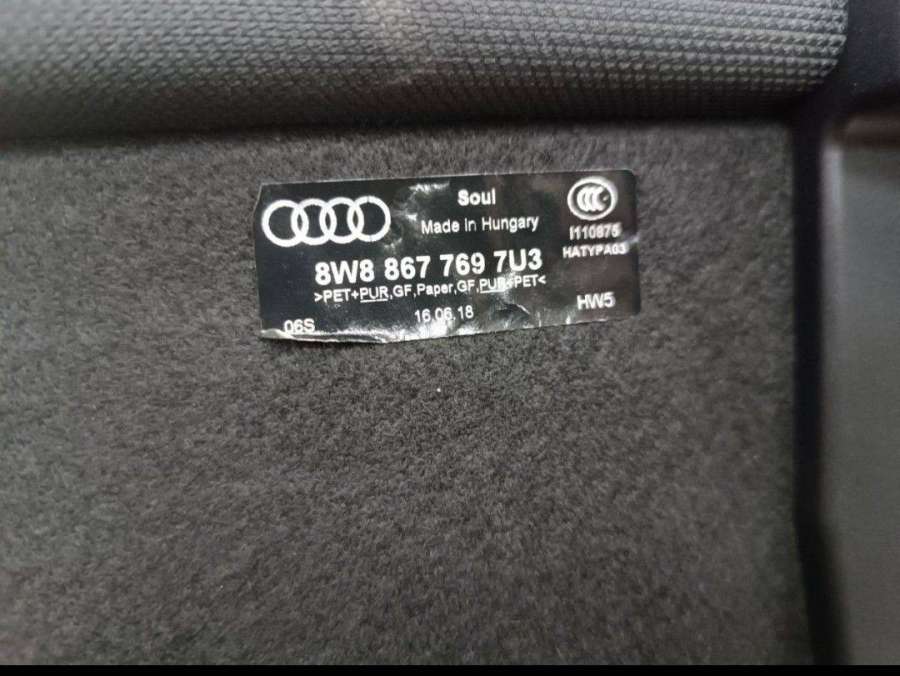 Soul
Made in Hungary
8W8 867 769 7U3
>PET+PUR,GF,Paper,GF,PUR+PET<
16.06.18
06S
CCC
I110875
HATYPA03
HW5